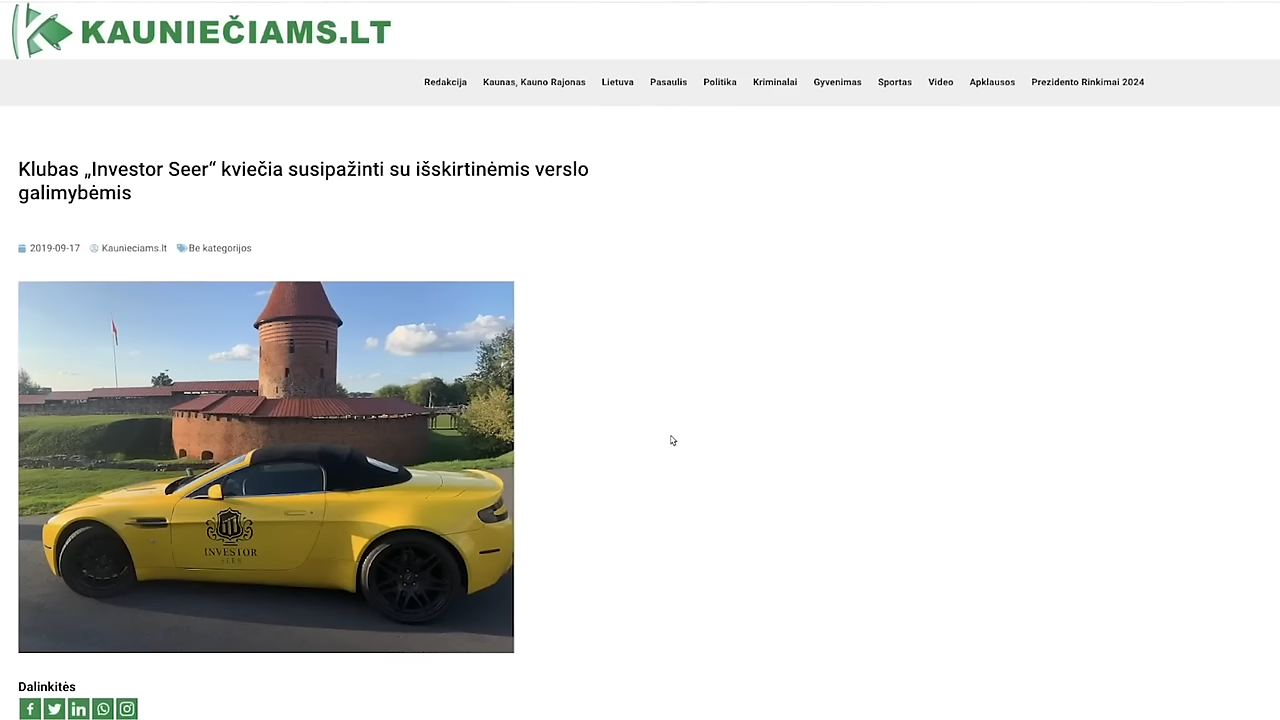 KAUNIEČIAMS.LT
Redakcija Kaunas, Kauno Rajonas Lietuva Pasaulis Politika Kriminalai Gyvenimas Sportas Video Apklausos Prezidento Rinkimai 2024
Klubas „Investor Seer“ kviečia susipažinti su išskirtinėmis verslo
galimybėmis
2019-09-17 Kaunieciams.lt Be kategorijos
INVESTOR
SEER
Dalinkitės